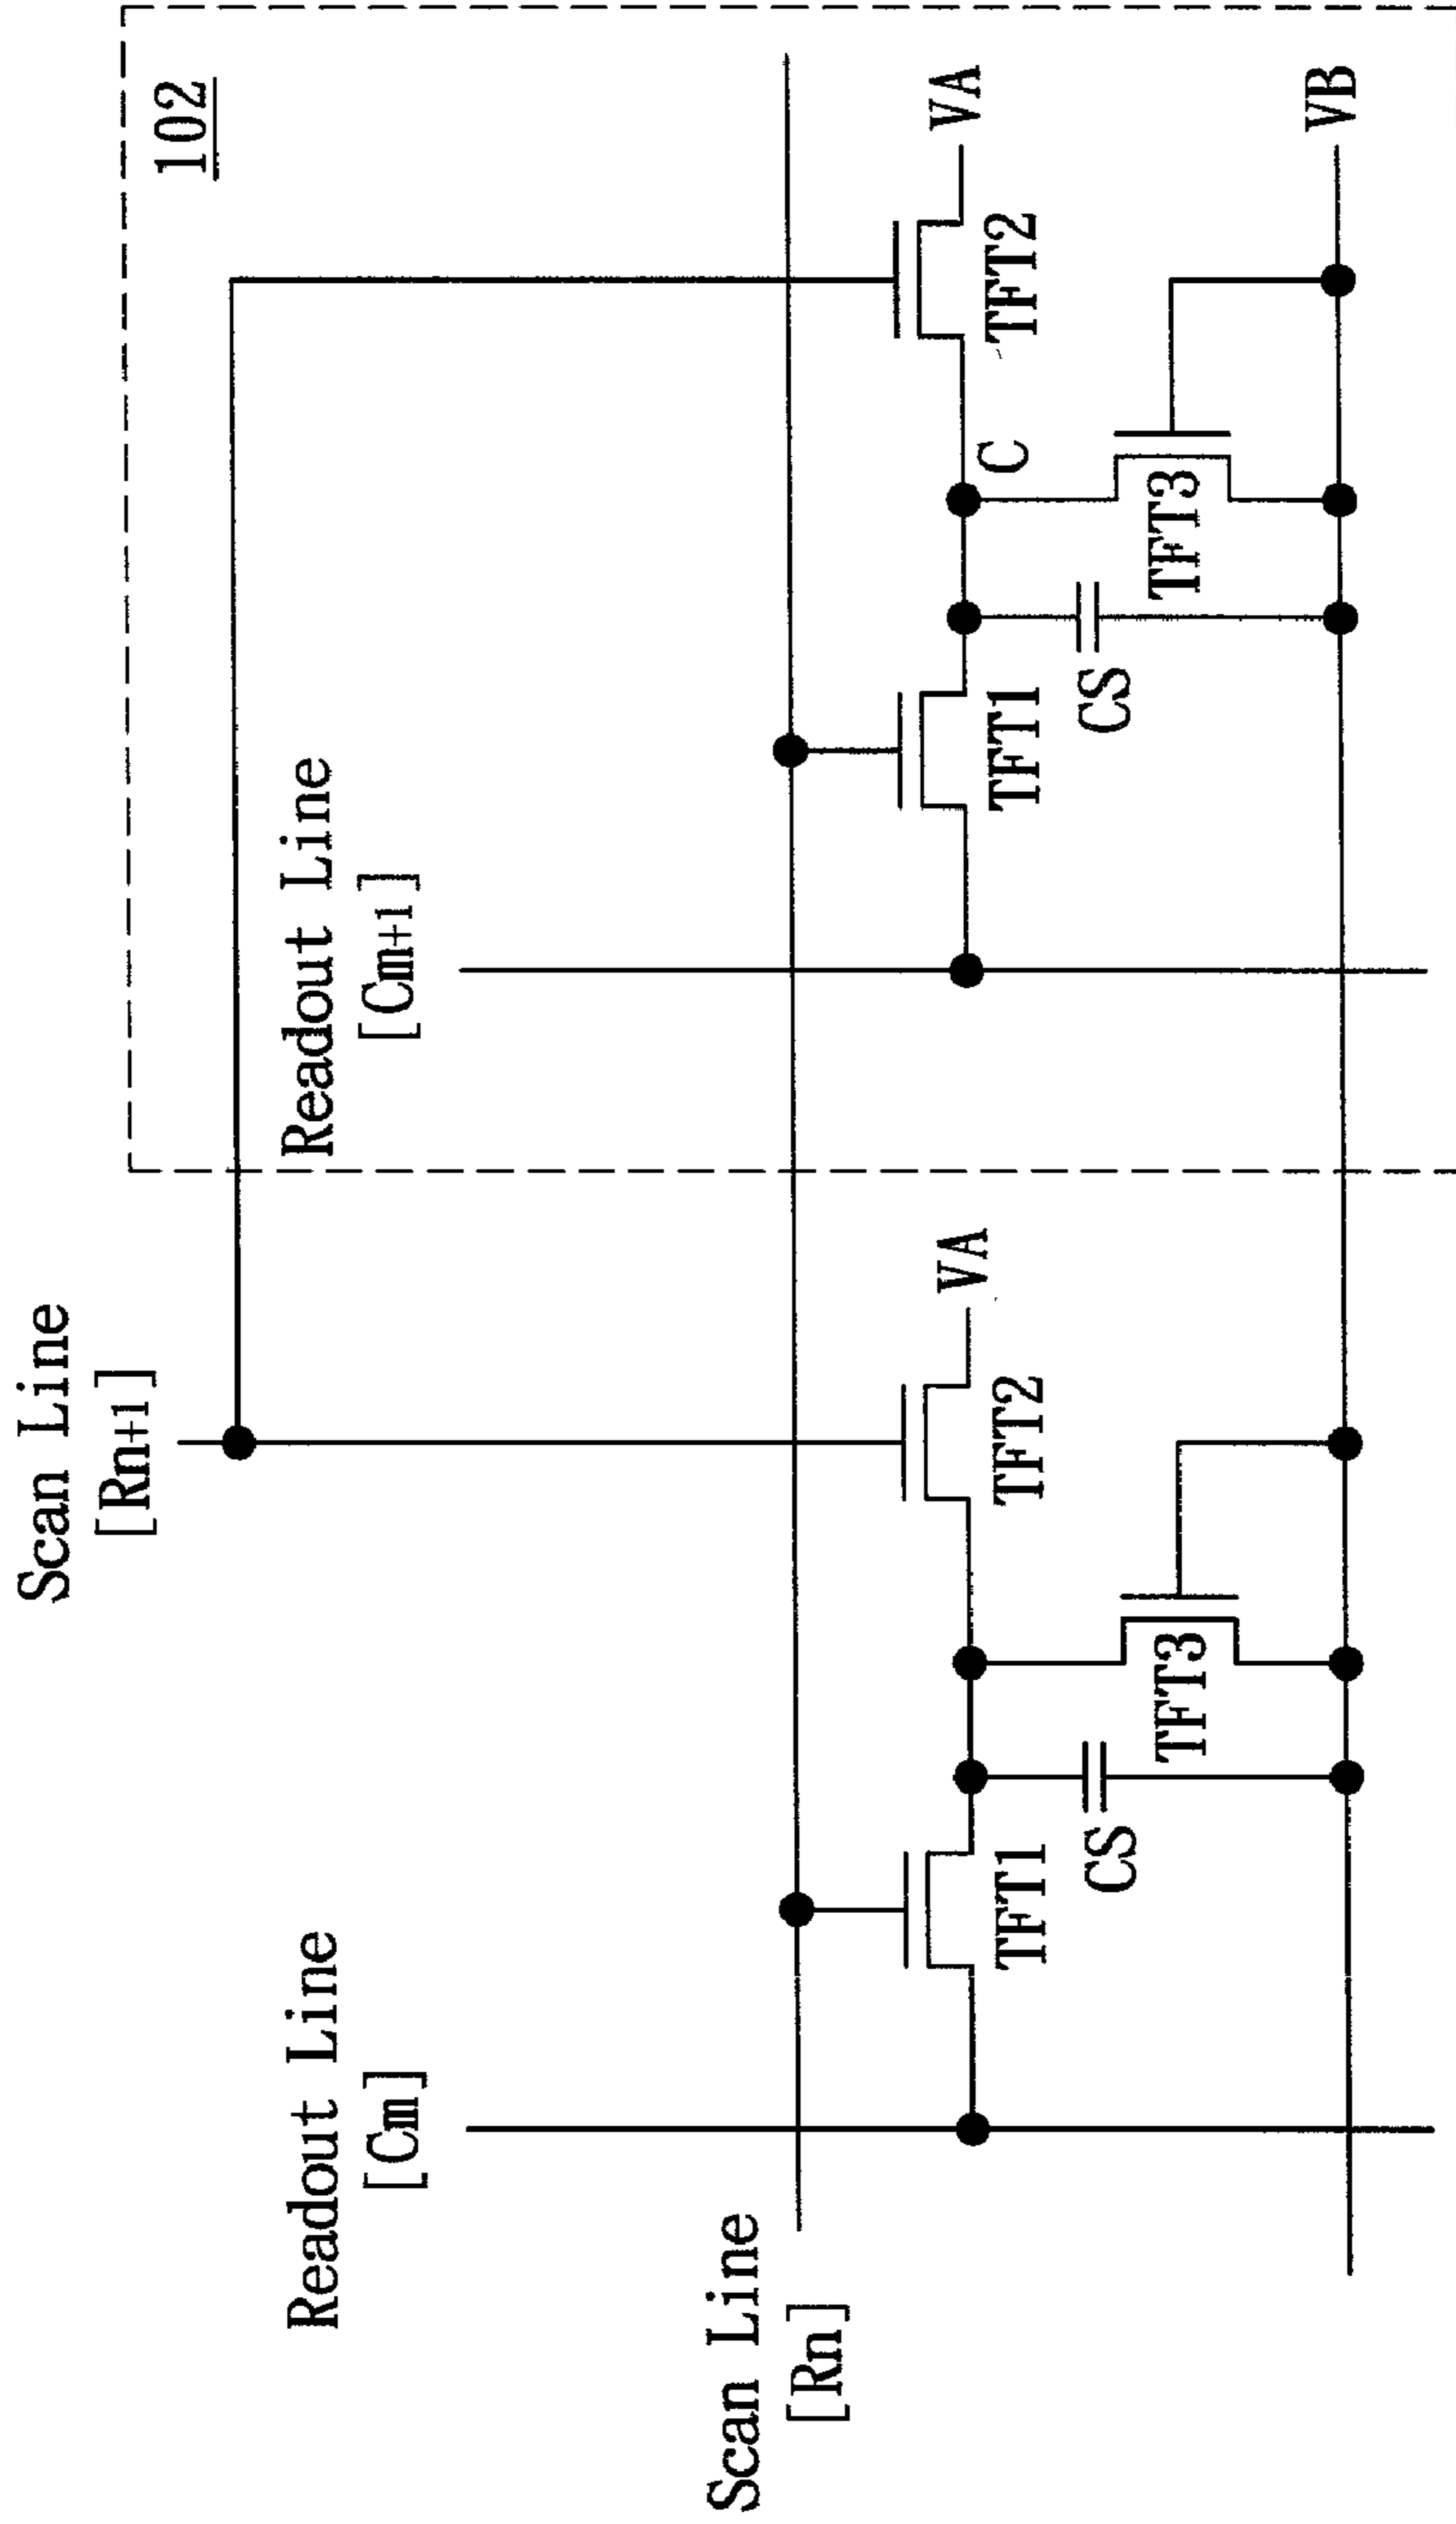 Scan Line
[Rn+1]
102
Readout Line
[Cm]
Readout Line
[Cm+1]
Scan Line
[Rn]
TFT1
TFT2
VA
TFT1
C
TFT2
VA
CS
TFT3
CS
TFT3
VB